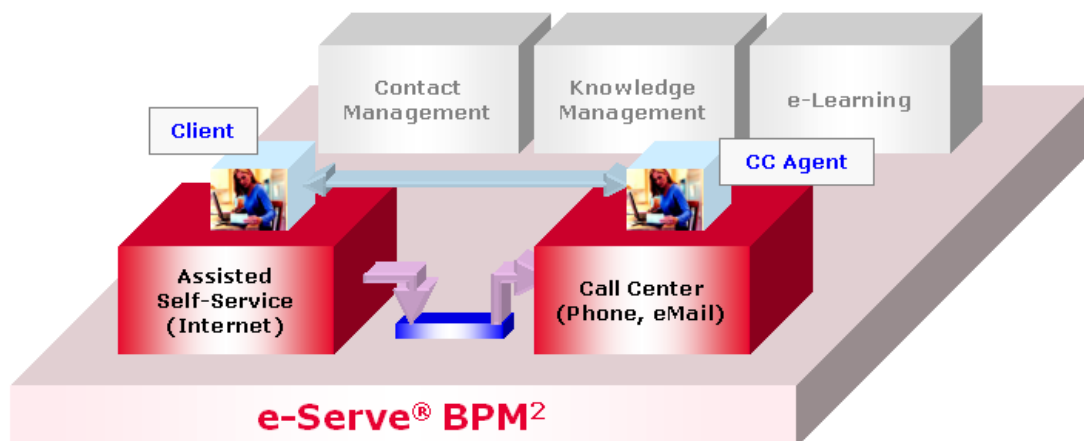 Contact
Management
Knowledge
Management
e-Learning
Client
CC Agent
Assisted
Self-Service
(Internet)
Call Center
(Phone, eMail)
e-Serve® BPM²